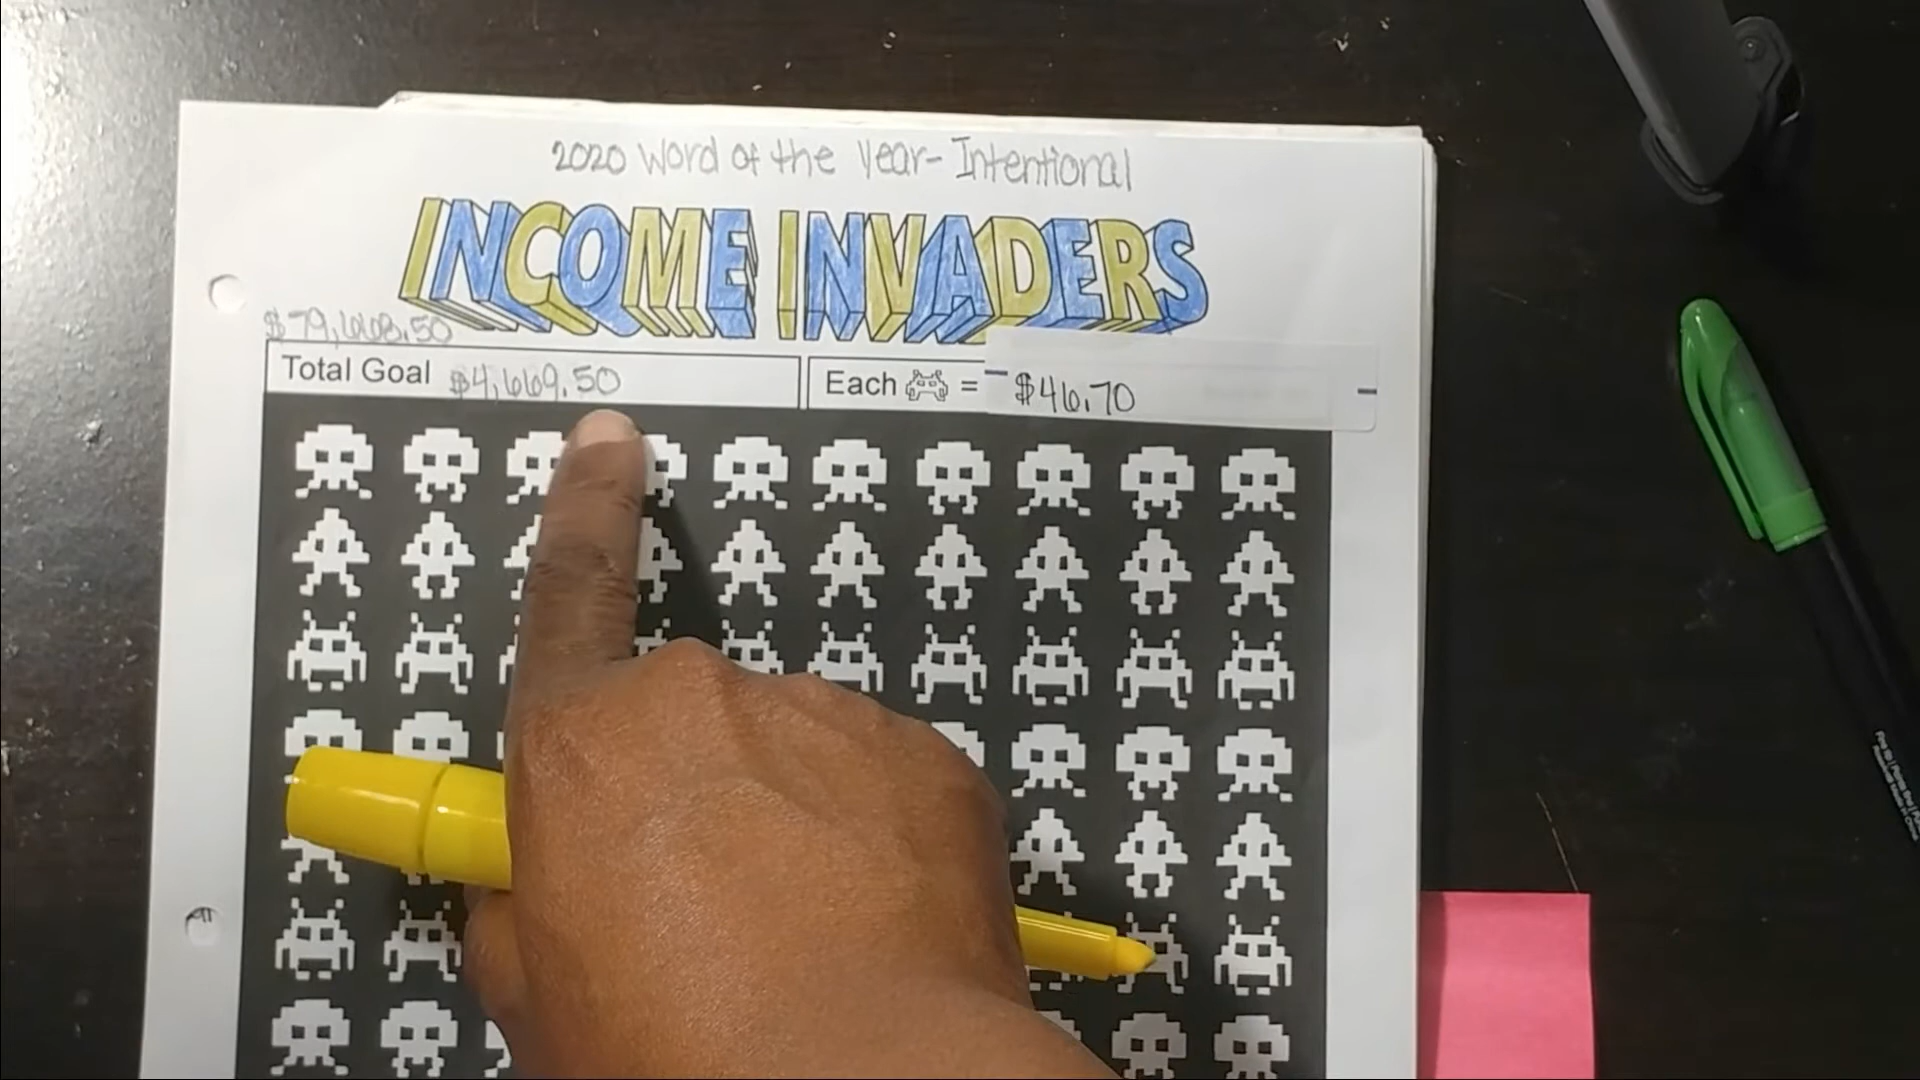 2020 Word of the Year- Intentional
INCOME INVADERS
$79,668.50
Total Goal $4,669.50
Each = $46.70